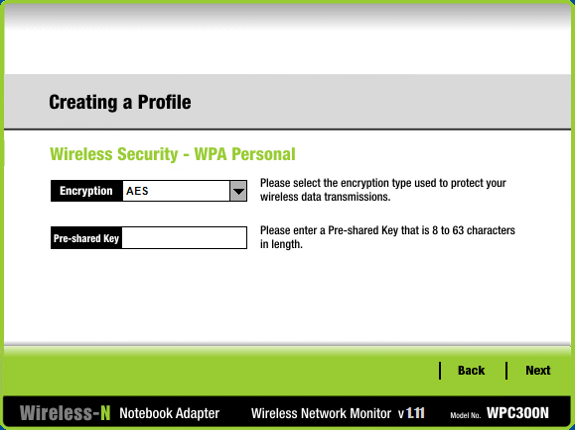 Creating a Profile
Wireless Security - WPA Personal
Encryption AES Please select the encryption type used to protect your
wireless data transmissions.
Pre-shared Key Please enter a Pre-shared Key that is 8 to 63 characters
in length.
Back Next
Wireless-N Notebook Adapter Wireless Network Monitor v 1.11 Model No. WPC300N